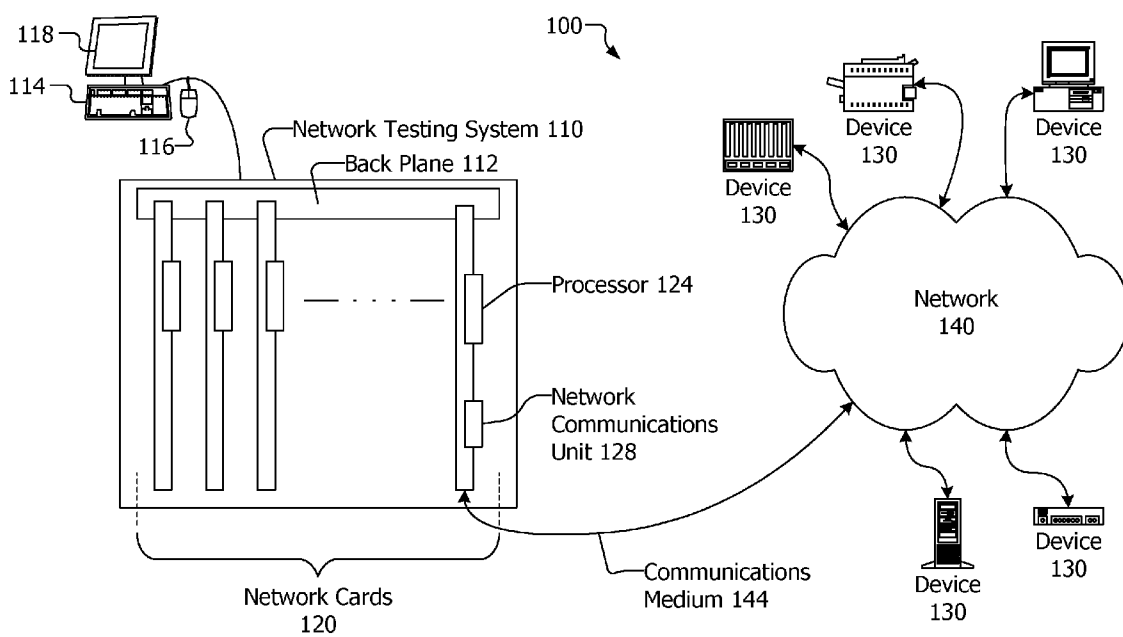 118
114
116
100
Network Testing System 110
Back Plane 112
Device
130
Device
130
Device
130
Processor 124
Network
140
Network
Communications
Unit 128
Network Cards
120
Communications
Medium 144
Device
130
Device
130